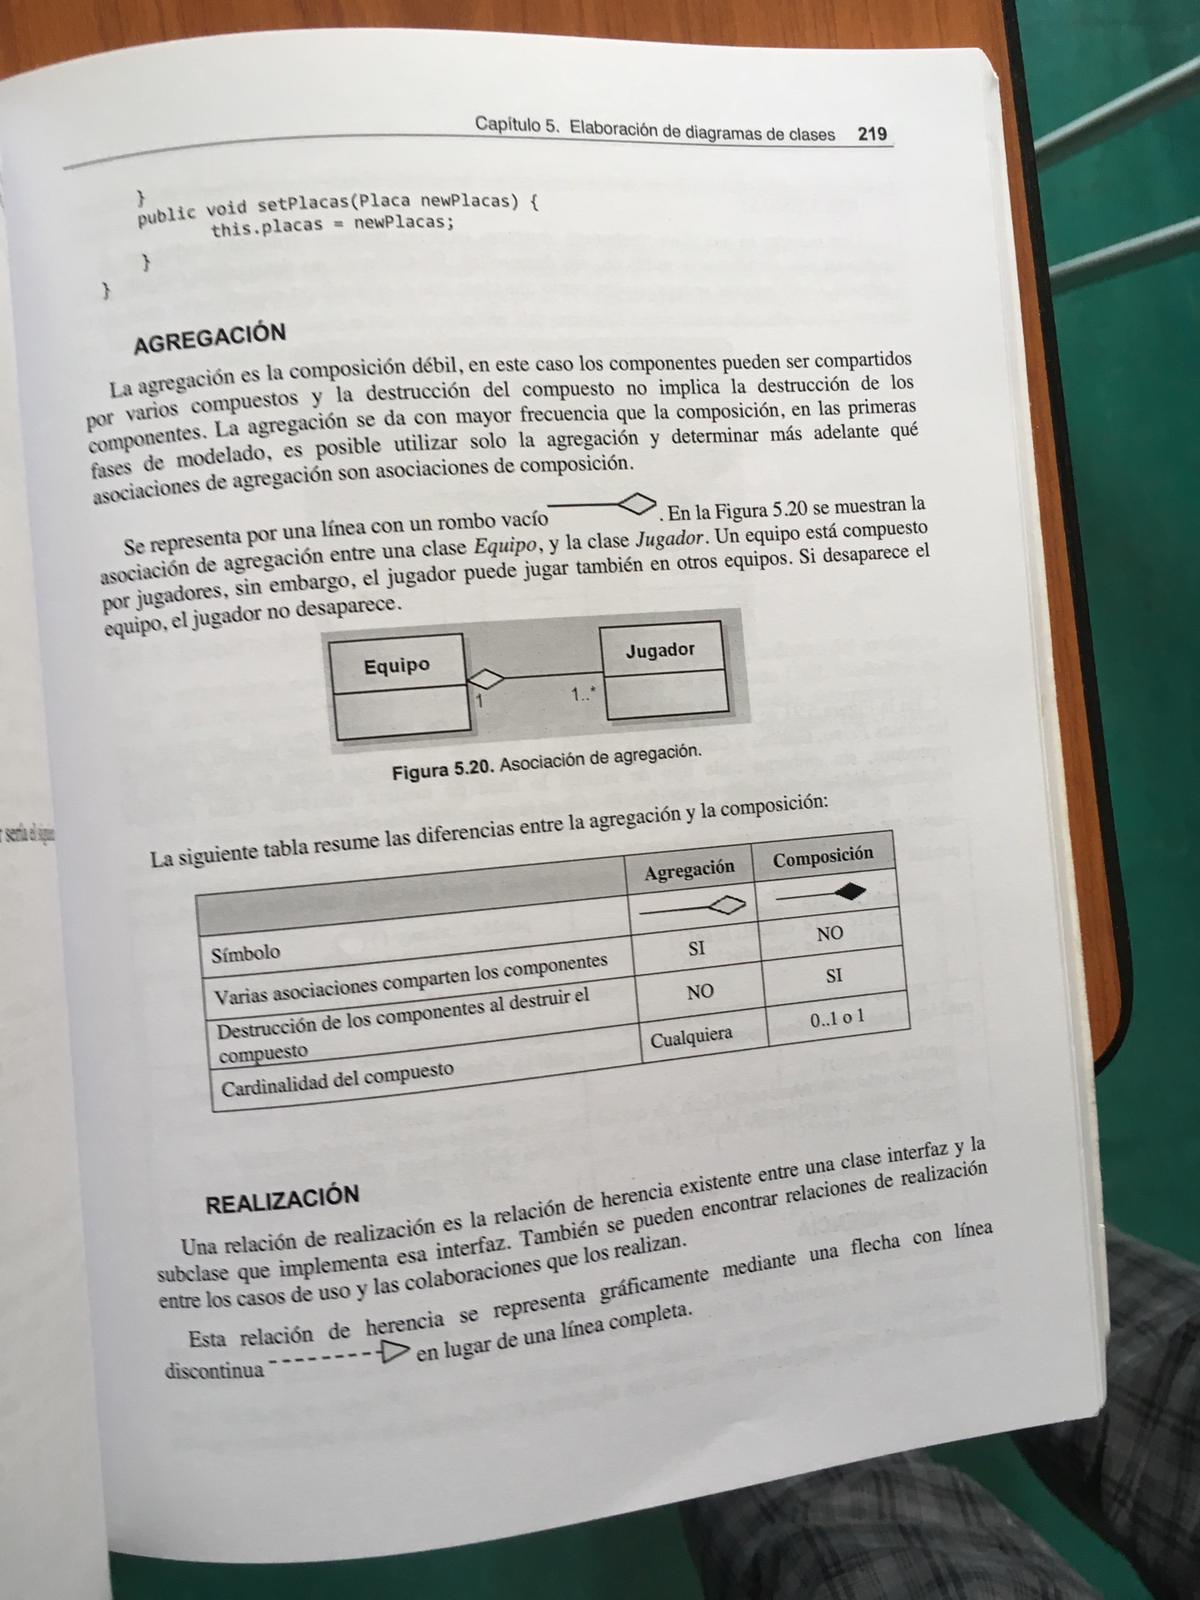 Capítulo 5. Elaboración de diagramas de clases 219
}
public void setPlacas(Placa newPlacas) {
this.placas = newPlacas;
}
}
AGREGACIÓN
La agregación es la composición débil, en este caso los componentes pueden ser compartidos
por varios compuestos y la destrucción del compuesto no implica la destrucción de los
componentes. La agregación se da con mayor frecuencia que la composición, en las primeras
fases de modelado, es posible utilizar solo la agregación y determinar más adelante qué
asociaciones de agregación son asociaciones de composición.
Se representa por una línea con un rombo vacío . En la Figura 5.20 se muestran la
asociación de agregación entre una clase Equipo, y la clase Jugador. Un equipo está compuesto
por jugadores, sin embargo, el jugador puede jugar también en otros equipos. Si desaparece el
equipo, el jugador no desaparece.
Equipo Jugador
1 1..*
Figura 5.20. Asociación de agregación.
La siguiente tabla resume las diferencias entre la agregación y la composición:
Agregación Composición
Símbolo
Varias asociaciones comparten los componentes SI NO
Destrucción de los componentes al destruir el
compuesto NO SI
Cardinalidad del compuesto Cualquiera 0..1 o 1
REALIZACIÓN
Una relación de realización es la relación de herencia existente entre una clase interfaz y la
subclase que implementa esa interfaz. También se pueden encontrar relaciones de realización
entre los casos de uso y las colaboraciones que los realizan.
Esta relación de herencia se representa gráficamente mediante una flecha con línea
discontinua en lugar de una línea completa.
r sería el